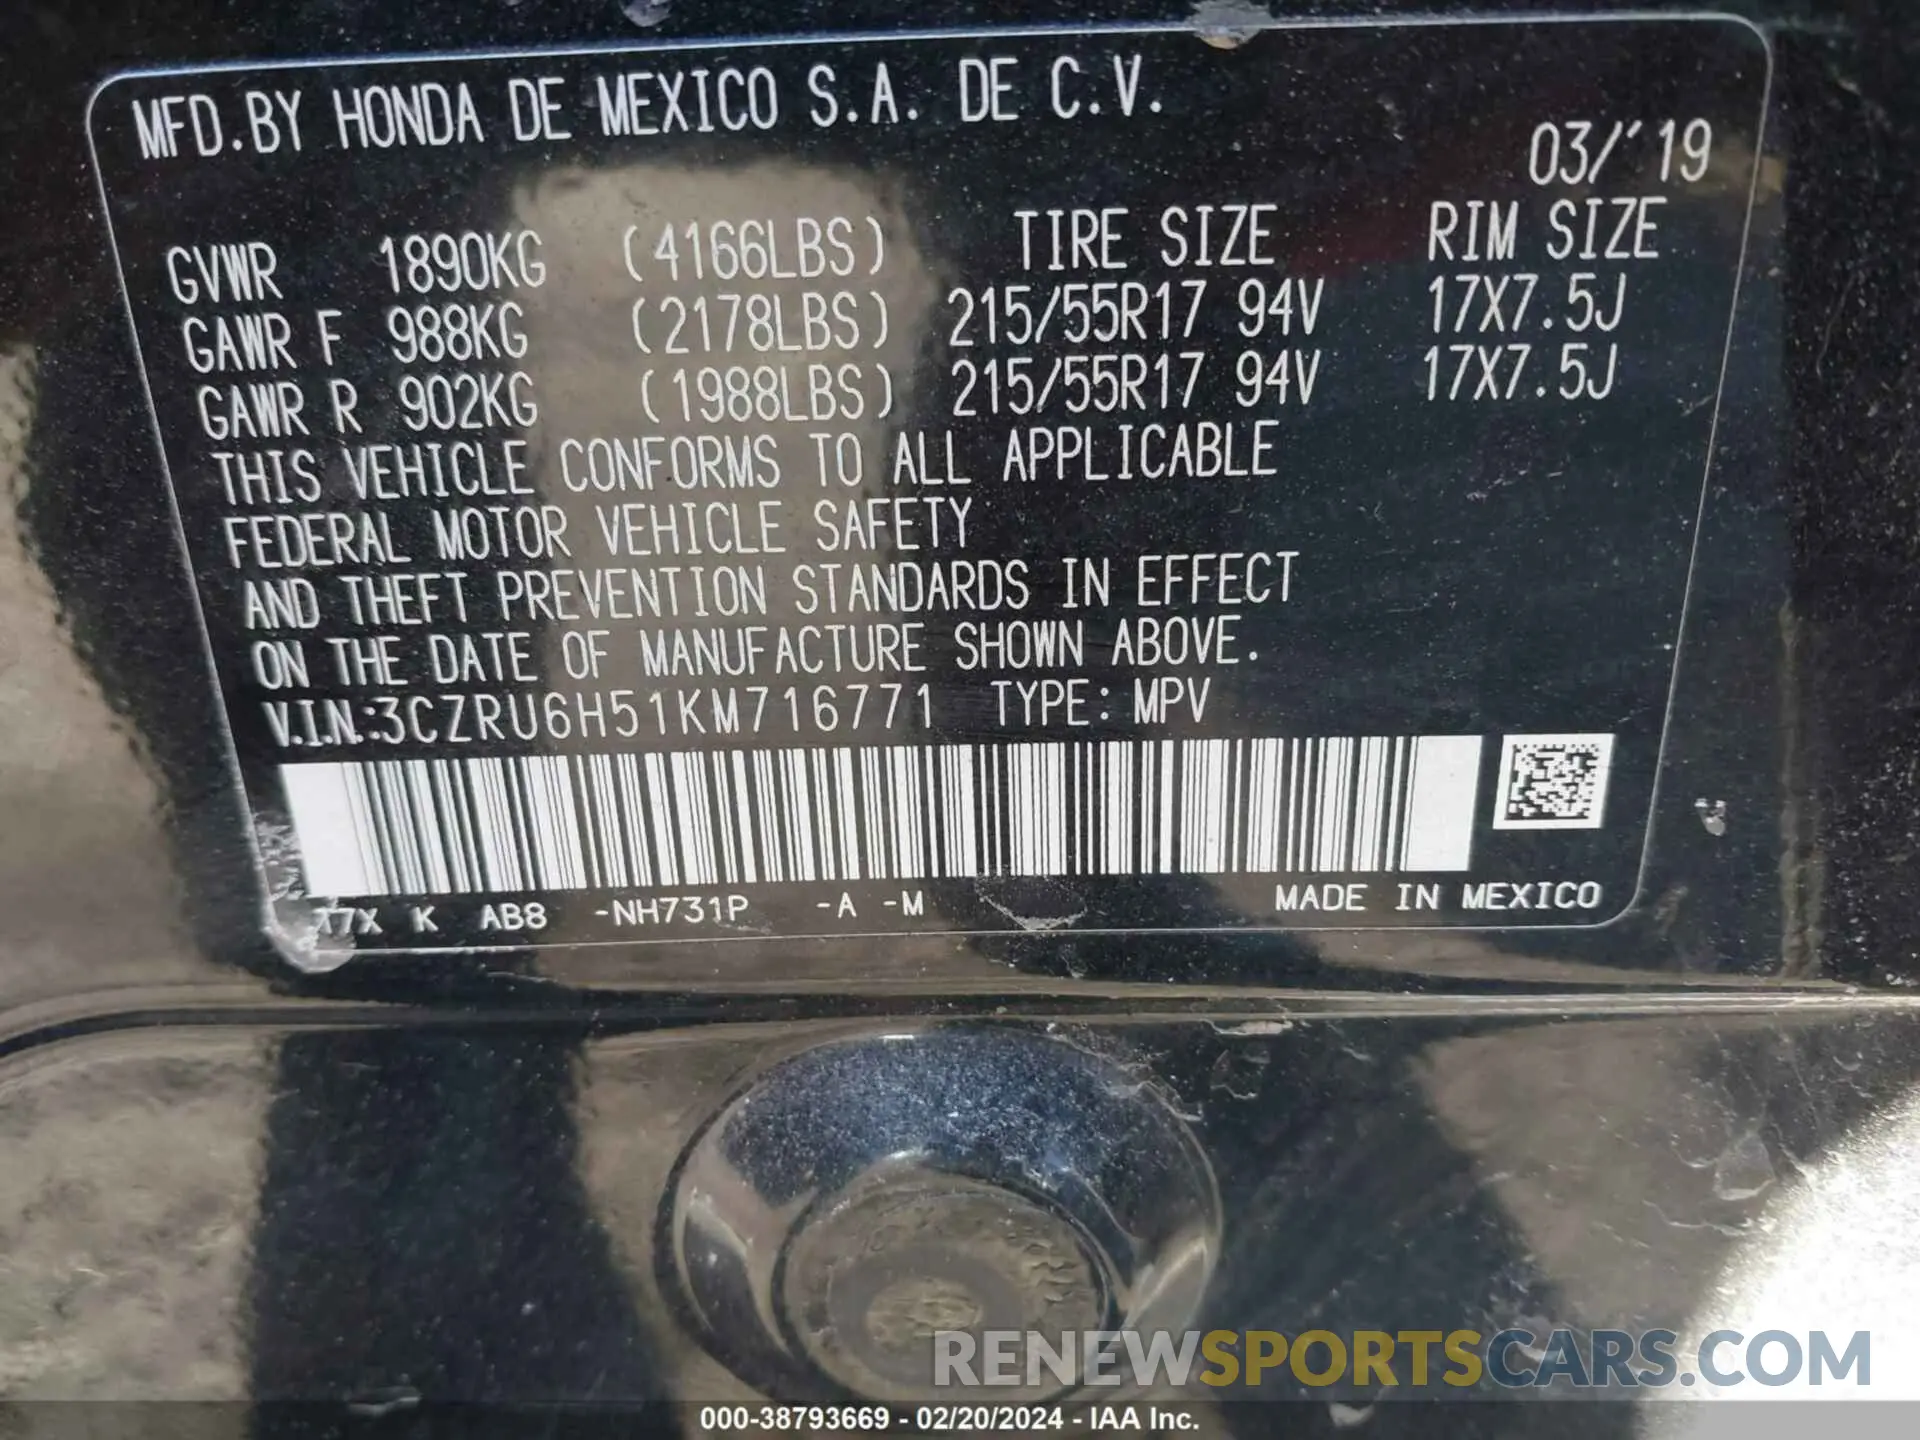 MFD.BY HONDA DE MEXICO S.A. DE C.V.
03/'19
GVWR 1890KG (4166LBS) TIRE SIZE RIM SIZE
GAWR F 988KG (2178LBS) 215/55R17 94V 17X7.5J
GAWR R 902KG (1988LBS) 215/55R17 94V 17X7.5J
THIS VEHICLE CONFORMS TO ALL APPLICABLE
FEDERAL MOTOR VEHICLE SAFETY
AND THEFT PREVENTION STANDARDS IN EFFECT
ON THE DATE OF MANUFACTURE SHOWN ABOVE.
V.I.N.:3CZRU6H51KM716771 TYPE: MPV
K AB8 -NH731P -A -M MADE IN MEXICO
RENEWSPORTSCARS.COM
000-38793669 - 02/20/2024 - IAA Inc.